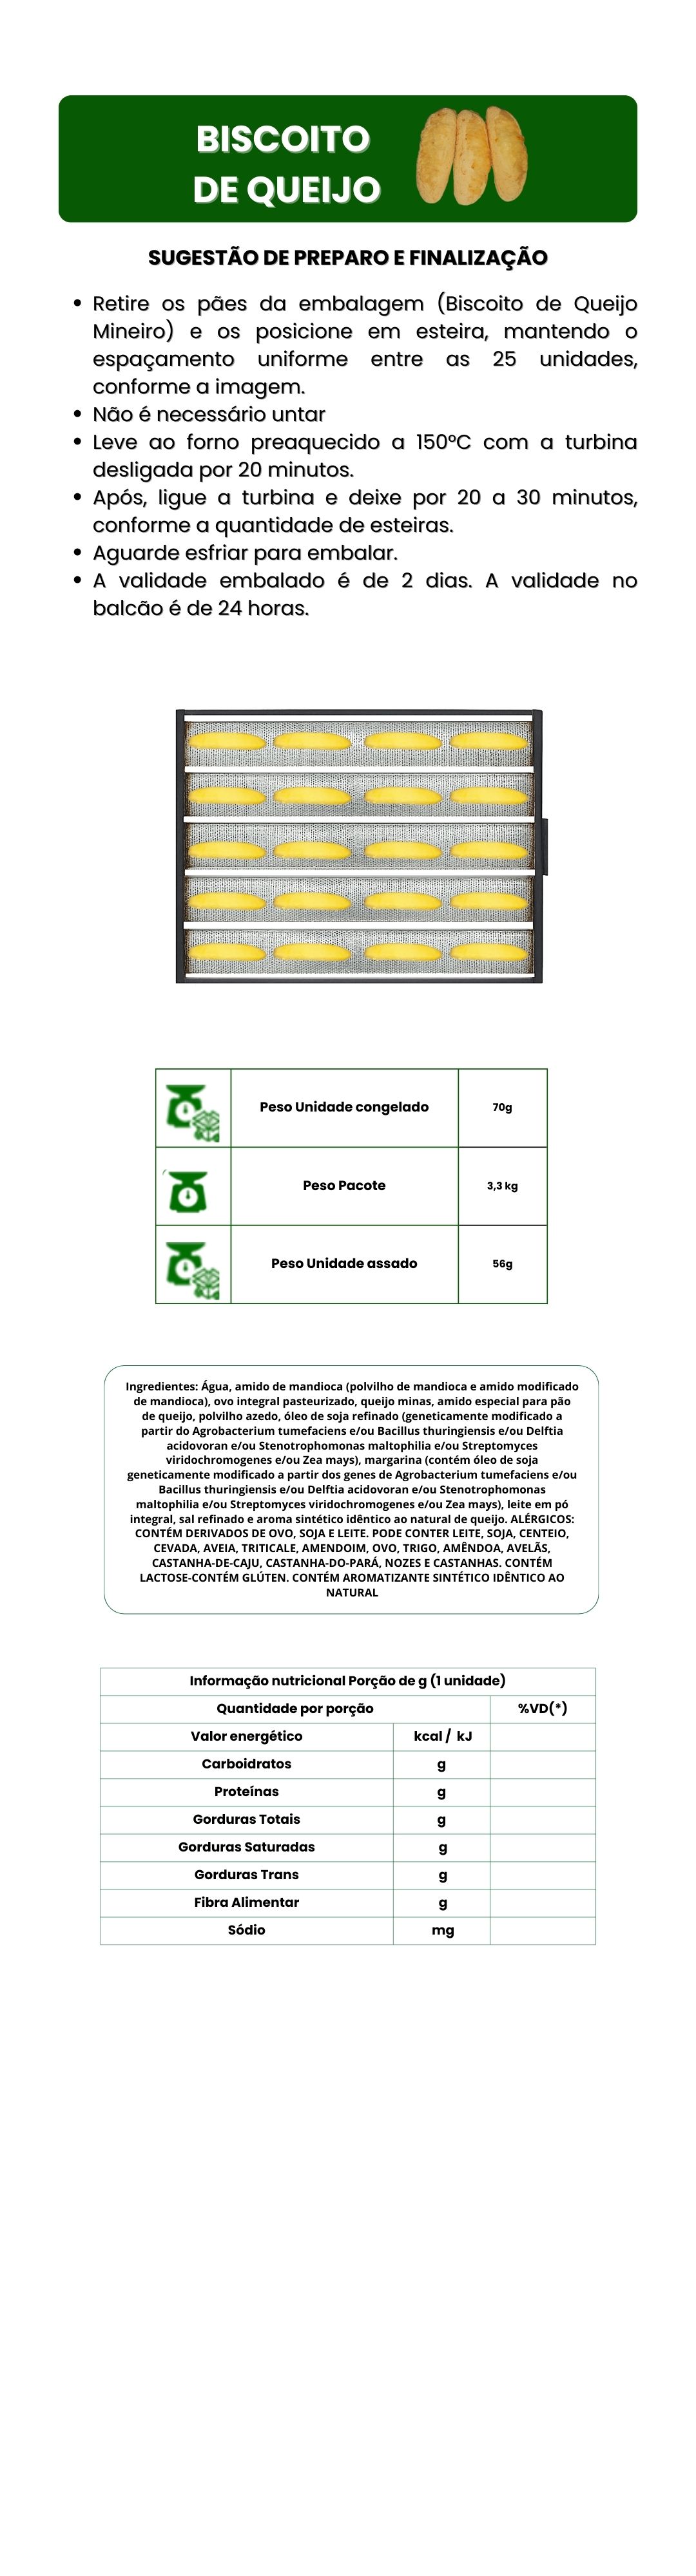 BISCOITO
DE QUEIJO
SUGESTÃO DE PREPARO E FINALIZAÇÃO
• Retire os pães da embalagem (Biscoito de Queijo
Mineiro) e os posicione em esteira, mantendo o
espaçamento uniforme entre as 25 unidades,
conforme a imagem.
• Não é necessário untar
• Leve ao forno preaquecido a 150ºC com a turbina
desligada por 20 minutos.
• Após, ligue a turbina e deixe por 20 a 30 minutos,
conforme a quantidade de esteiras.
• Aguarde esfriar para embalar.
• A validade embalado é de 2 dias. A validade no
balcão é de 24 horas.
Peso Unidade congelado 70g
Peso Pacote 3,3 kg
Peso Unidade assado 56g
Ingredientes: Água, amido de mandioca (polvilho de mandioca e amido modificado
de mandioca), ovo integral pasteurizado, queijo minas, amido especial para pão
de queijo, polvilho azedo, óleo de soja refinado (geneticamente modificado a
partir do Agrobacterium tumefaciens e/ou Bacillus thuringiensis e/ou Delftia
acidovoran e/ou Stenotrophomonas maltophilia e/ou Streptomyces
viridochromogenes e/ou Zea mays), margarina (contém óleo de soja
geneticamente modificado a partir dos genes de Agrobacterium tumefaciens e/ou
Bacillus thuringiensis e/ou Delftia acidovoran e/ou Stenotrophomonas
maltophilia e/ou Streptomyces viridochromogenes e/ou Zea mays), leite em pó
integral, sal refinado e aroma sintético idêntico ao natural de queijo. ALÉRGICOS:
CONTÉM DERIVADOS DE OVO, SOJA E LEITE. PODE CONTER LEITE, SOJA, CENTEIO,
CEVADA, AVEIA, TRITICALE, AMENDOIM, OVO, TRIGO, AMÊNDOA, AVELÃS,
CASTANHA-DE-CAJU, CASTANHA-DO-PARÁ, NOZES E CASTANHAS. CONTÉM
LACTOSE-CONTÉM GLÚTEN. CONTÉM AROMATIZANTE SINTÉTICO IDÊNTICO AO
NATURAL
Informação nutricional Porção de g (1 unidade)
Quantidade por porção %VD(*)
Valor energético kcal / kJ
Carboidratos g
Proteínas g
Gorduras Totais g
Gorduras Saturadas g
Gorduras Trans g
Fibra Alimentar g
Sódio mg